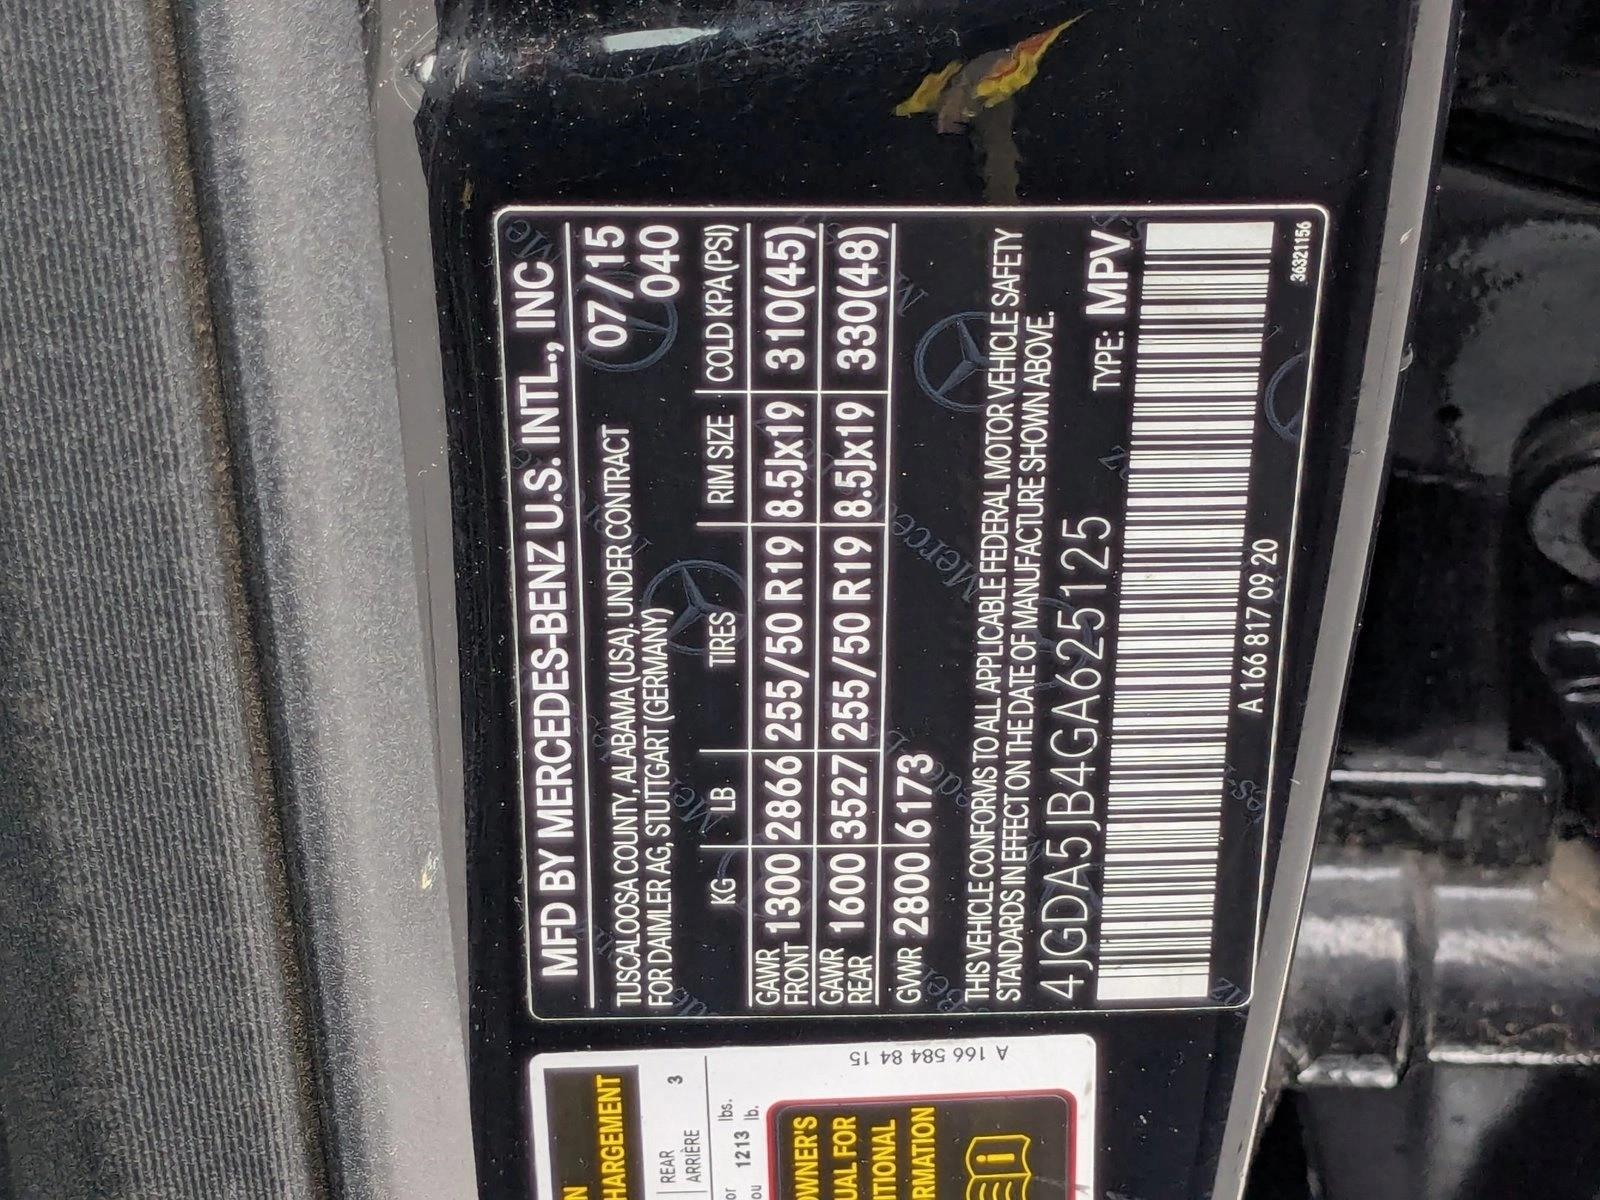 MFD BY MERCEDES-BENZ U.S. INTL., INC
TUSCALOOSA COUNTY, ALABAMA (USA). UNDER CONTRACT 07/15
FOR DAIMLER AG, STUTTGART (GERMANY) 040
KG LB TIRES RIM SIZE COLD KPA(PSI)
GAWR FRONT 1300 2866 255/50 R19 8.5Jx19 310(45)
GAWR REAR 1600 3527 255/50 R19 8.5Jx19 330(48)
GVWR 2800 6173
THIS VEHICLE CONFORMS TO ALL APPLICABLE FEDERAL MOTOR VEHICLE SAFETY
STANDARDS IN EFFECT ON THE DATE OF MANUFACTURE SHOWN ABOVE.
4JGDA5JB4GA625125 TYPE: MPV
A 166 817 09 20
36321156
HARGEMENT
REAR
ARRIÈRE 3
1213 lbs.
ou lb.
A 166 584 84 15
OWNER'S
FOR